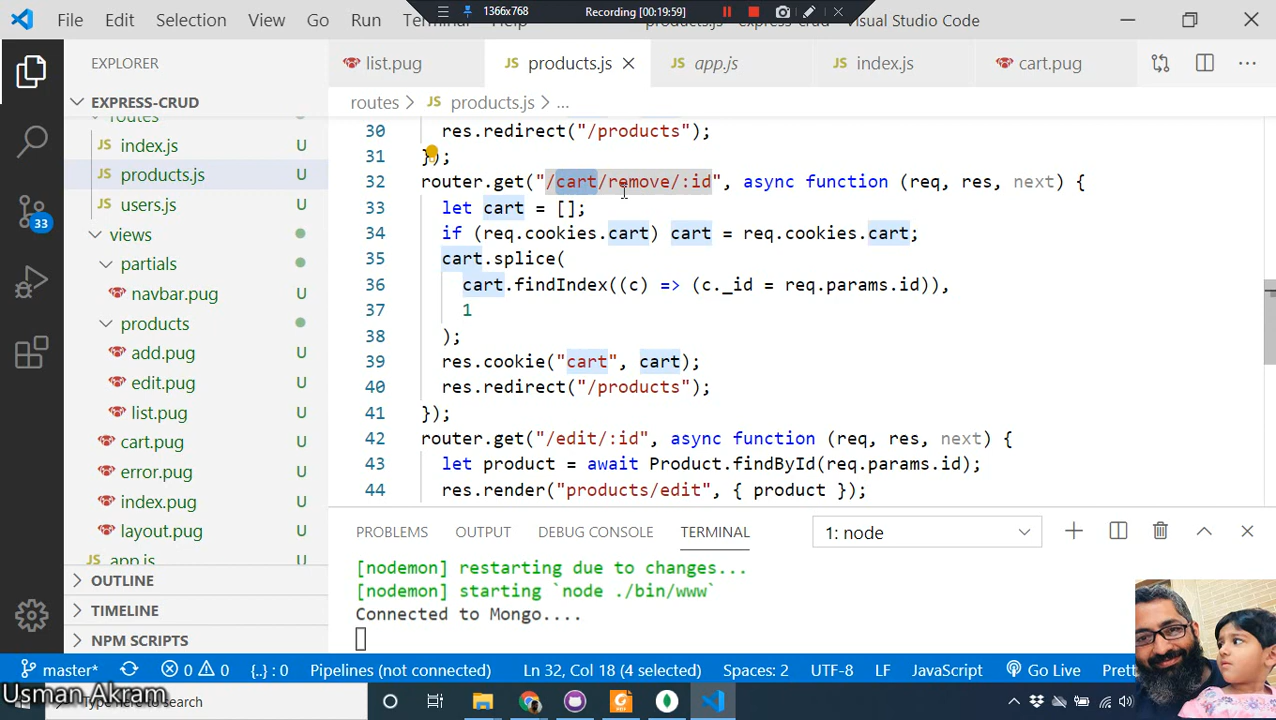 File Edit Selection View Go Run Terminal 1366x768 Recording [00:19:59] Visual Studio Code
EXPLORER
list.pug
JS products.js
JS app.js
JS index.js
cart.pug
EXPRESS-CRUD
routes > JS products.js > ...
routes
JS index.js U
JS products.js U
JS users.js U
views
partials
navbar.pug U
products
add.pug U
edit.pug U
list.pug U
cart.pug U
error.pug U
index.pug U
layout.pug U
app.js U
OUTLINE
TIMELINE
NPM SCRIPTS
33
30 res.redirect("/products");
31 });
32 router.get("/cart/remove/:id", async function (req, res, next) {
33 let cart = [];
34 if (req.cookies.cart) cart = req.cookies.cart;
35 cart.splice(
36 cart.findIndex((c) => (c._id = req.params.id)),
37 1
38 );
39 res.cookie("cart", cart);
40 res.redirect("/products");
41 });
42 router.get("/edit/:id", async function (req, res, next) {
43 let product = await Product.findById(req.params.id);
44 res.render("products/edit", { product });
PROBLEMS OUTPUT DEBUG CONSOLE TERMINAL 1: node
[nodemon] restarting due to changes...
[nodemon] starting `node ./bin/www`
Connected to Mongo....
master* 0 0 {..} : 0 Pipelines (not connected) Ln 32, Col 18 (4 selected) Spaces: 2 UTF-8 LF JavaScript Go Live
Usman Akram
Type here to search